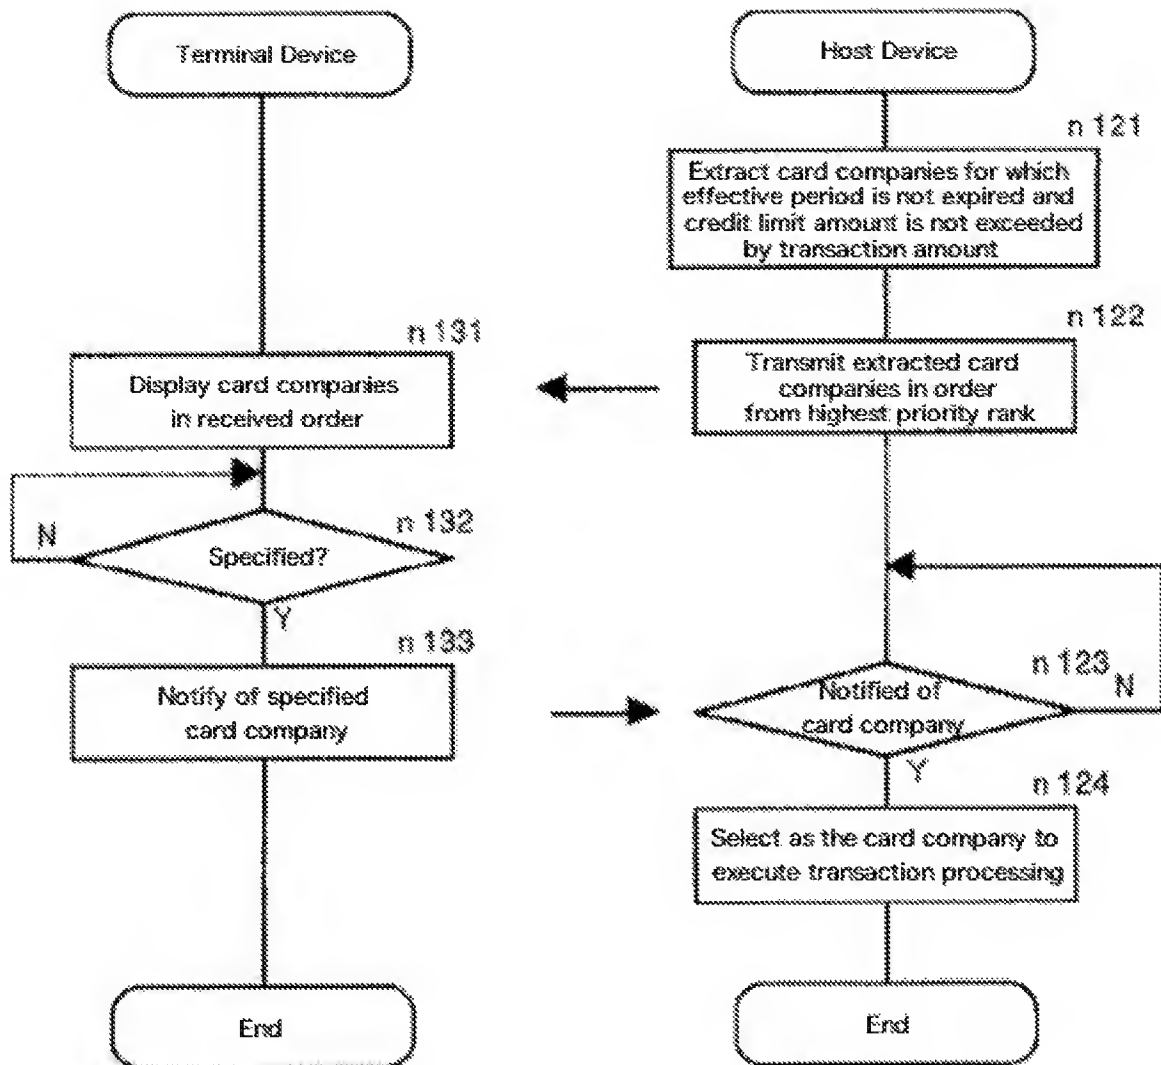 Terminal Device
Host Device
n 121
Extract card companies for which
effective period is not expired and
credit limit amount is not exceeded
by transaction amount
n 131
n 122
Display card companies
in received order
Transmit extracted card
companies in order
from highest priority rank
N
n 132
Specified?
Y
n 133
Notify of specified
card company
n 123
N
Notified of
card company
Y
n 124
Select as the card company to
execute transaction processing
End
End